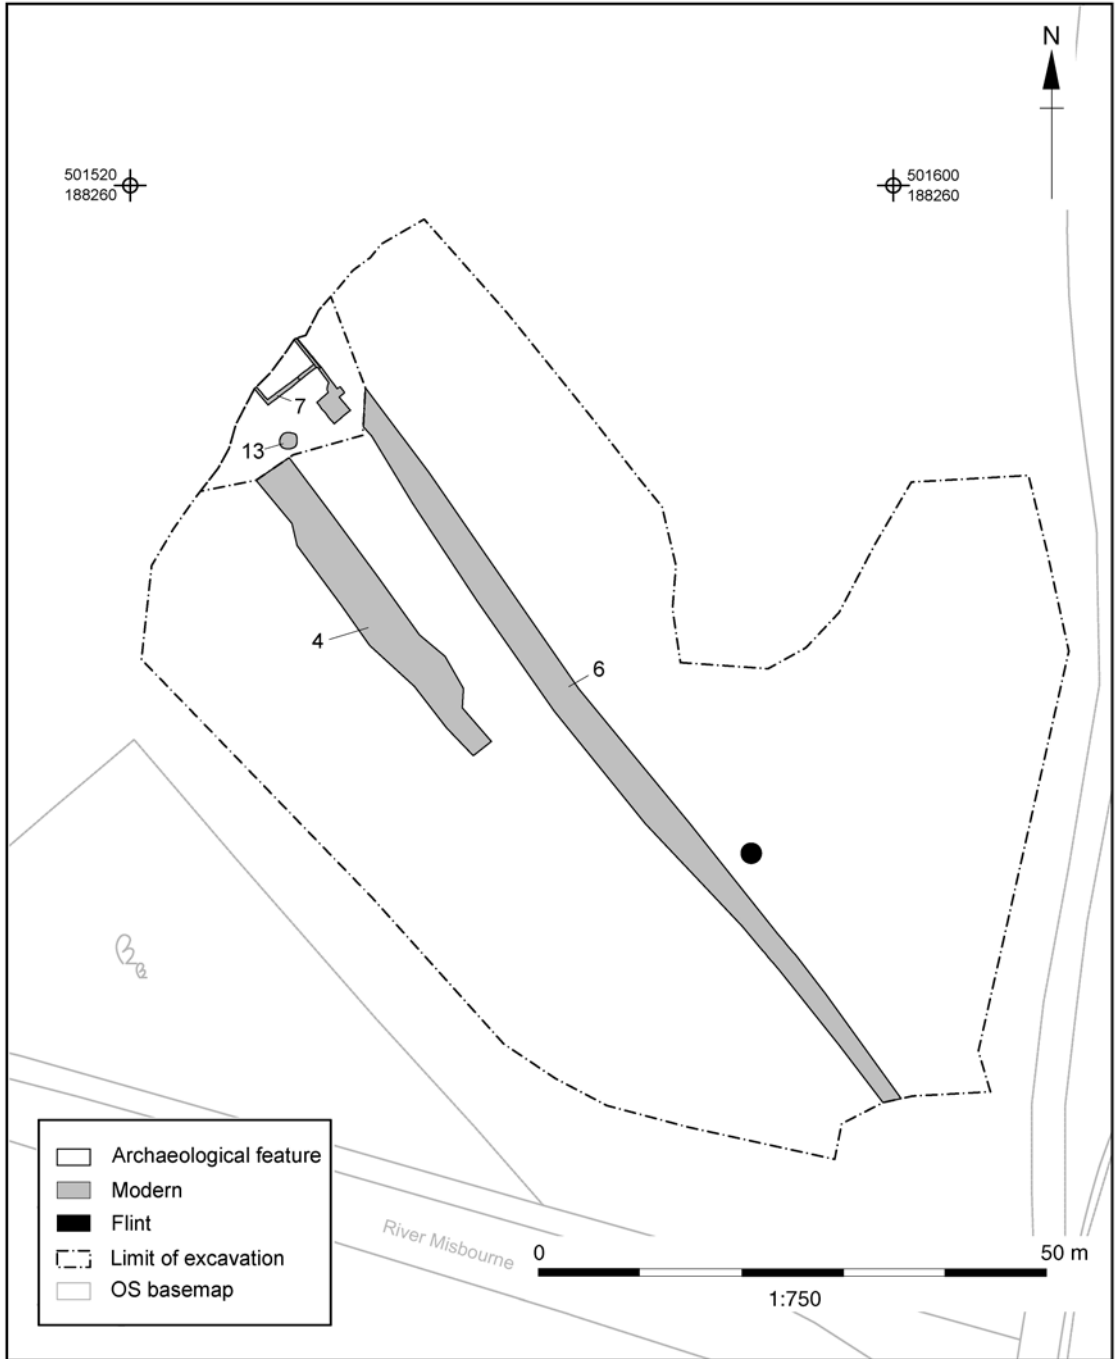 N
501520
188260
501600
188260
7
13
4
6
Archaeological feature
Modern
Flint
Limit of excavation
OS basemap
River Misbourne
0 50 m
1:750